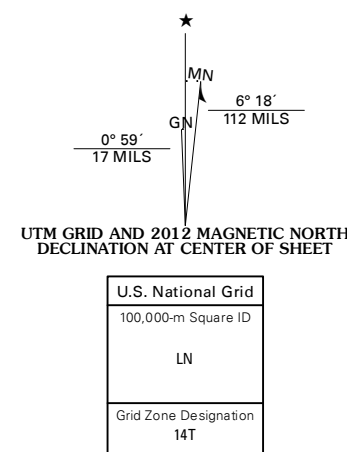 ★
MN
6° 18´
112 MILS
GN
0° 59´
17 MILS
UTM GRID AND 2012 MAGNETIC NORTH
DECLINATION AT CENTER OF SHEET
U.S. National Grid
100,000-m Square ID
LN
Grid Zone Designation
14T